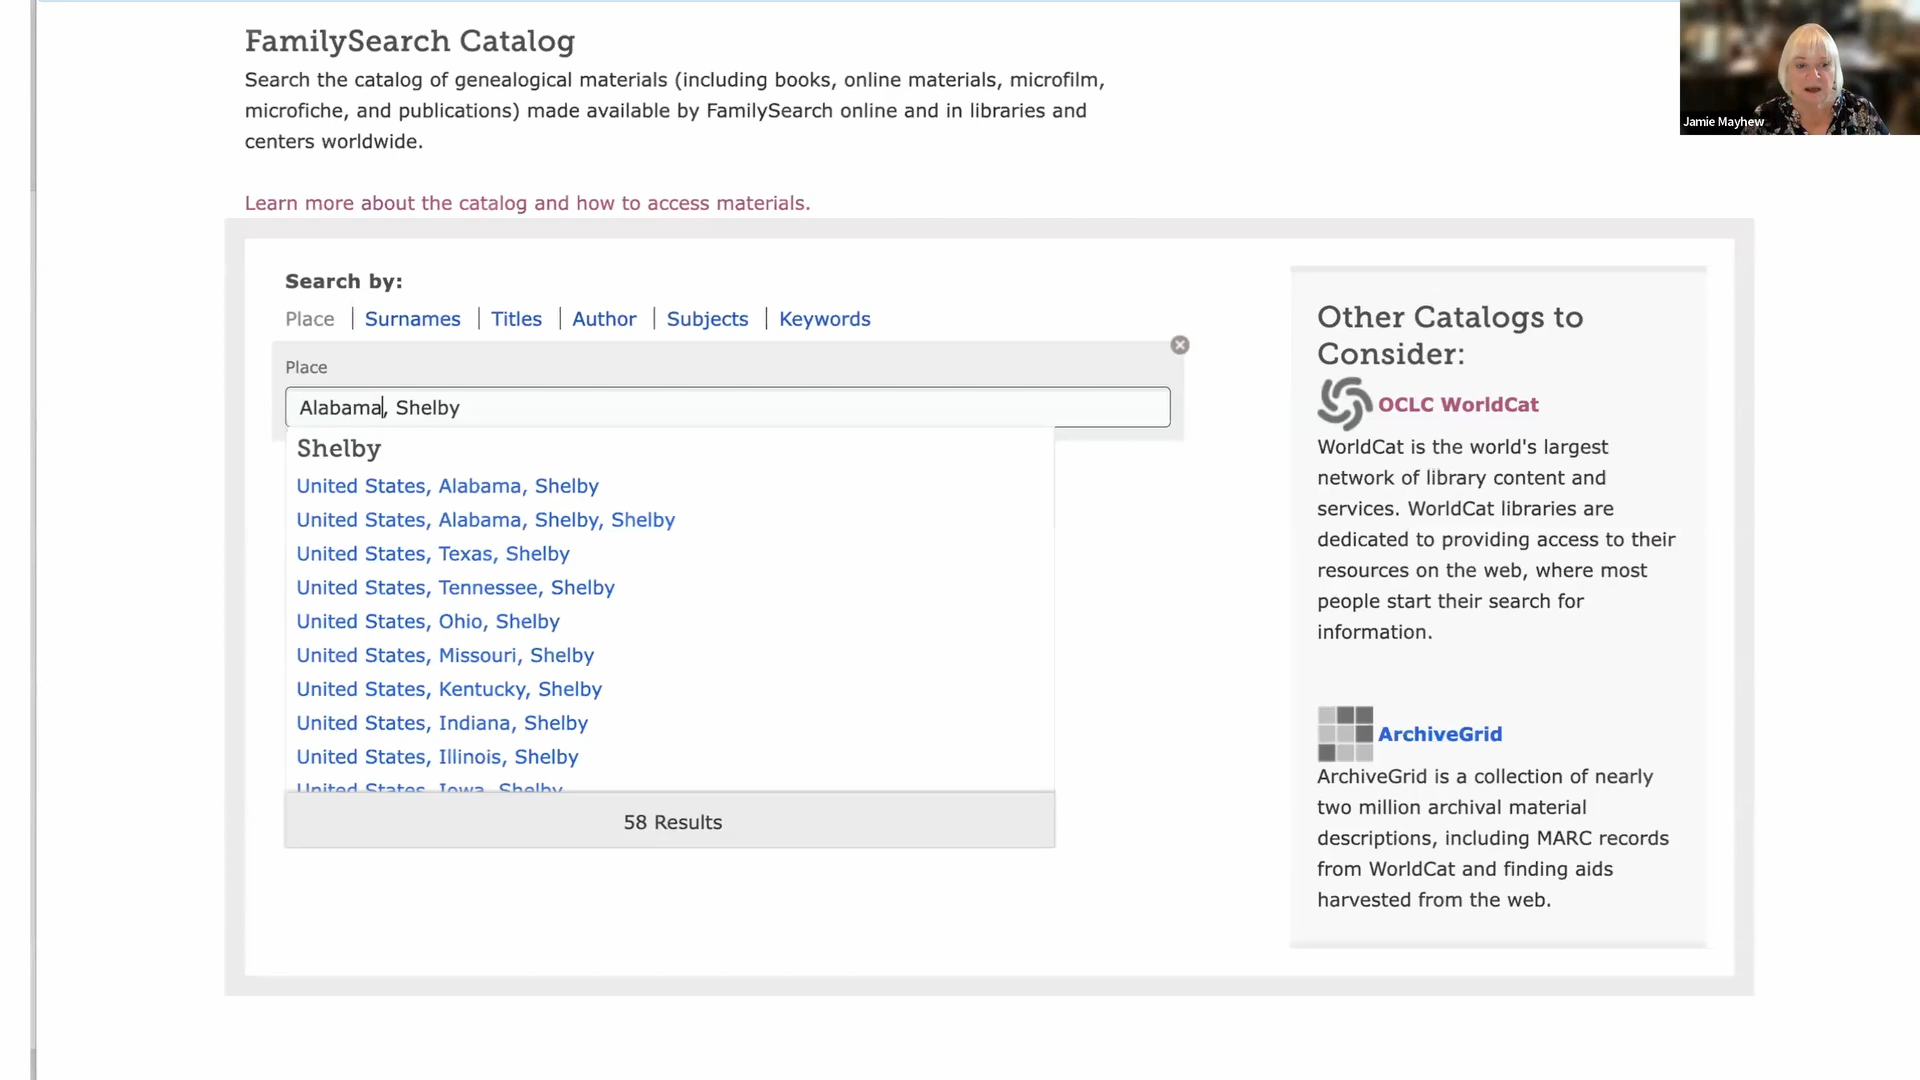 FamilySearch Catalog
Search the catalog of genealogical materials (including books, online materials, microfilm,
microfiche, and publications) made available by FamilySearch online and in libraries and
centers worldwide.
Learn more about the catalog and how to access materials.
Search by:
Place | Surnames | Titles | Author | Subjects | Keywords
Place
Alabama, Shelby
Shelby
United States, Alabama, Shelby
United States, Alabama, Shelby, Shelby
United States, Texas, Shelby
United States, Tennessee, Shelby
United States, Ohio, Shelby
United States, Missouri, Shelby
United States, Kentucky, Shelby
United States, Indiana, Shelby
United States, Illinois, Shelby
United States, Iowa, Shelby
58 Results
Other Catalogs to
Consider:
OCLC WorldCat
WorldCat is the world's largest
network of library content and
services. WorldCat libraries are
dedicated to providing access to their
resources on the web, where most
people start their search for
information.
ArchiveGrid
ArchiveGrid is a collection of nearly
two million archival material
descriptions, including MARC records
from WorldCat and finding aids
harvested from the web.
Jamie Mayhew